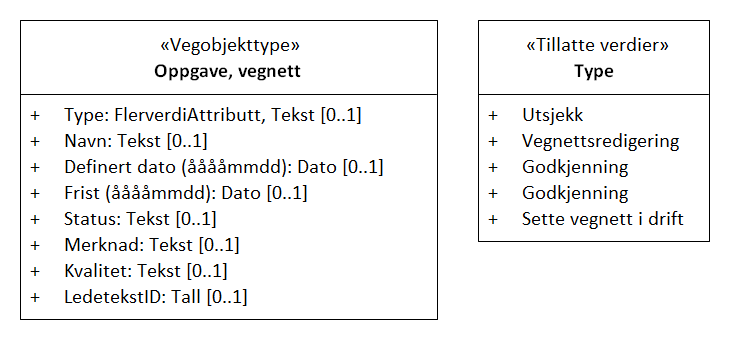 «Vegobjekttype»
Oppgave, vegnett
+ Type: FlerverdiAttributt, Tekst [0..1]
+ Navn: Tekst [0..1]
+ Definert dato (ååååmmdd): Dato [0..1]
+ Frist (ååååmmdd): Dato [0..1]
+ Status: Tekst [0..1]
+ Merknad: Tekst [0..1]
+ Kvalitet: Tekst [0..1]
+ LedetekstID: Tall [0..1]
«Tillatte verdier»
Type
+ Utsjekk
+ Vegnettsredigering
+ Godkjenning
+ Godkjenning
+ Sette vegnett i drift